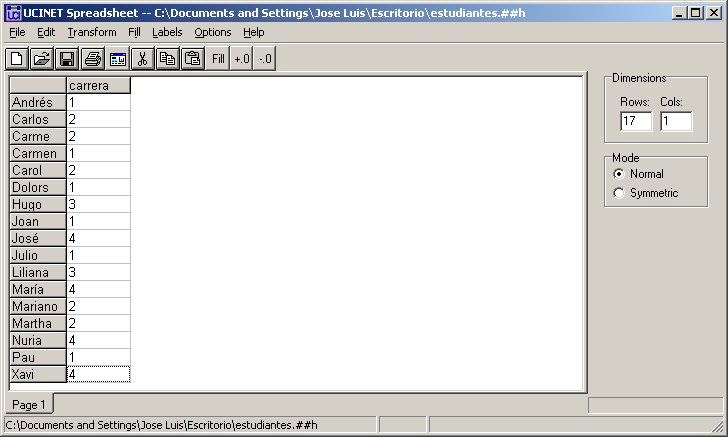 UCINET Spreadsheet -- C:\Documents and Settings\Jose Luis\Escritorio\estudiantes.##h
File Edit Transform Fill Labels Options Help
Fill +.0 -.0
carrera
Andrés 1
Carlos 2
Carme 2
Carmen 1
Carol 2
Dolors 1
Hugo 3
Joan 1
José 4
Julio 1
Liliana 3
María 4
Mariano 2
Martha 2
Nuria 4
Pau 1
Xavi 4
Dimensions
Rows: Cols:
17 1
Mode
Normal
Symmetric
Page 1
C:\Documents and Settings\Jose Luis\Escritorio\estudiantes.##h